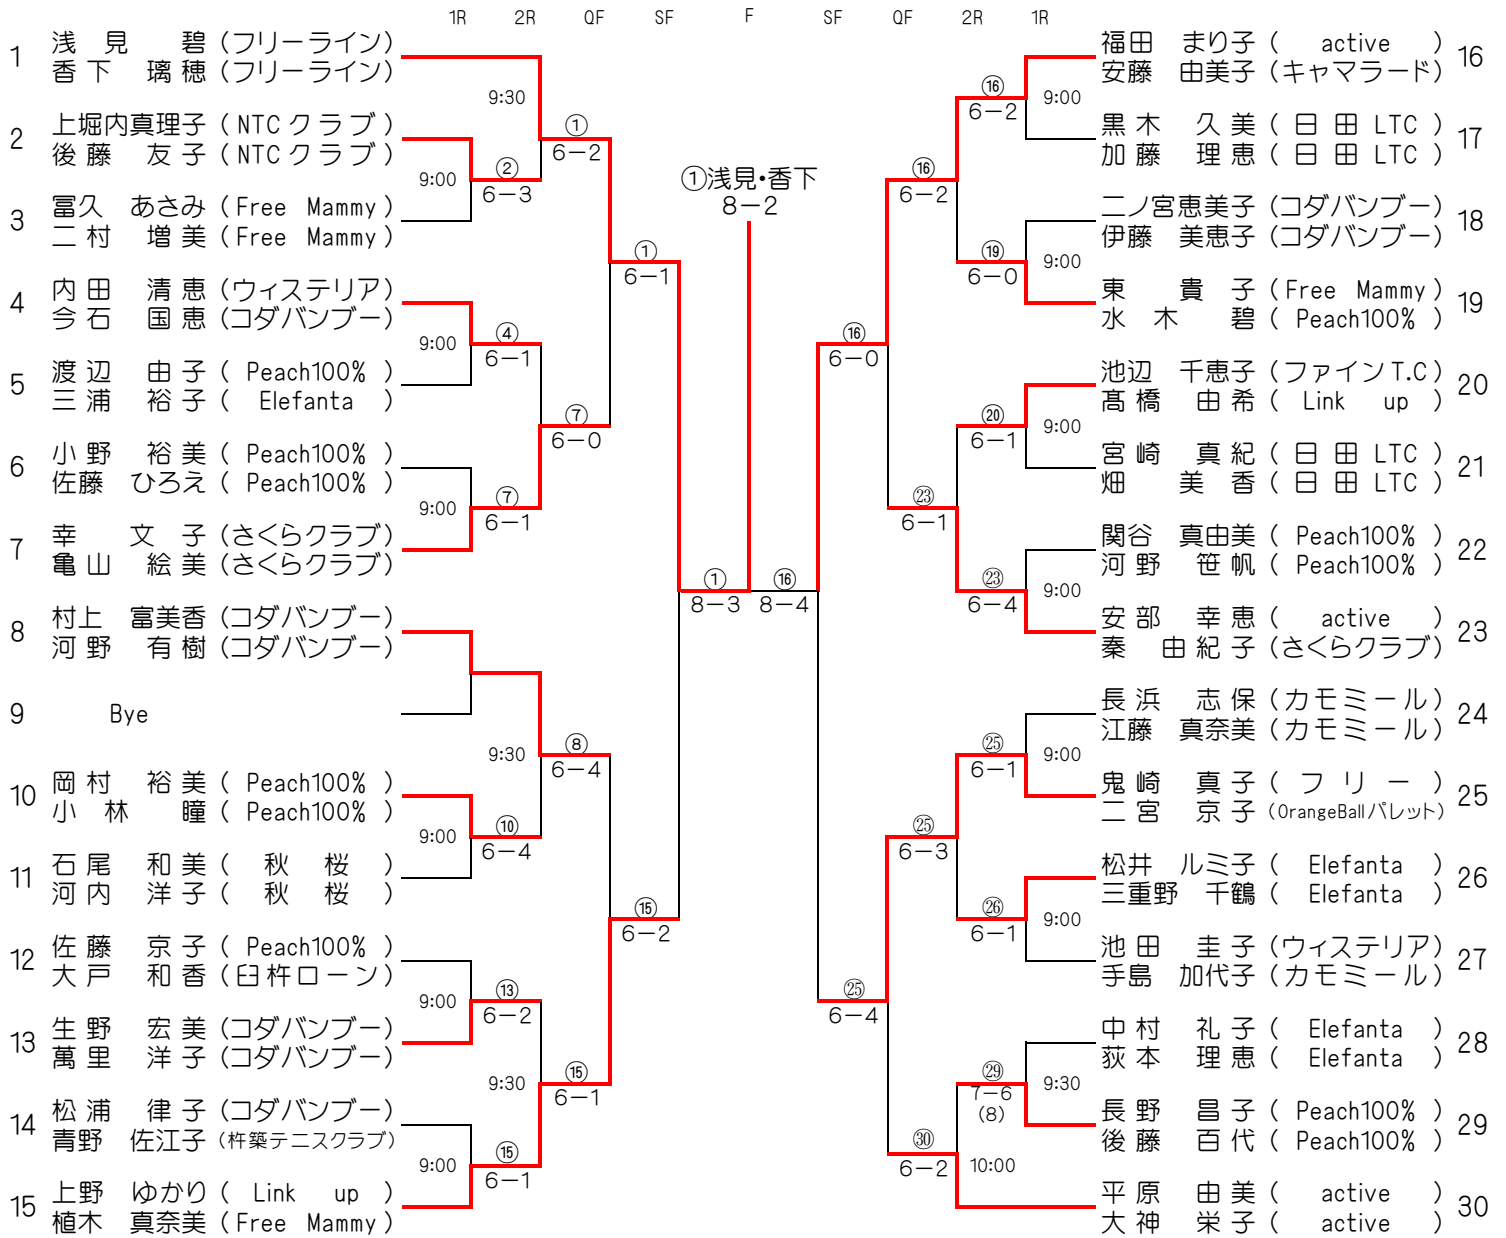 1R 2R QF SF F SF QF 2R 1R
1 浅見 碧(フリーライン)
香下 璃穂(フリーライン)
9:30
① 6－2
2 上堀内真理子(NTCクラブ)
後藤 友子(NTCクラブ)
9:00
② 6－3
3 冨久 あさみ(Free Mammy)
二村 増美(Free Mammy)
① 6－1
4 内田 清恵(ウィステリア)
今石 国恵(コダバンブー)
9:00
④ 6－1
5 渡辺 由子(Peach100%)
三浦 裕子(Elefanta)
⑦ 6－0
6 小野 裕美(Peach100%)
佐藤 ひろえ(Peach100%)
9:00
⑦ 6－1
7 幸 文子(さくらクラブ)
亀山 絵美(さくらクラブ)
① 8－3
8 村上 富美香(コダバンブー)
河野 有樹(コダバンブー)
9 Bye
9:30
⑧ 6－4
10 岡村 裕美(Peach100%)
小林 瞳(Peach100%)
9:00
⑩ 6－4
11 石尾 和美(秋桜)
河内 洋子(秋桜)
⑮ 6－2
12 佐藤 京子(Peach100%)
大戸 和香(臼杵ローン)
9:00
⑬ 6－2
13 生野 宏美(コダバンブー)
萬里 洋子(コダバンブー)
9:30
⑮ 6－1
14 松浦 律子(コダバンブー)
青野 佐江子(杵築テニスクラブ)
9:00
⑮ 6－1
15 上野 ゆかり(Link up)
植木 真奈美(Free Mammy)
①浅見・香下
8－2
福田 まり子(active) 16
安藤 由美子(キャマラード)
⑯ 6－2
9:00
黒木 久美(日田LTC) 17
加藤 理恵(日田LTC)
⑯ 6－2
二ノ宮恵美子(コダバンブー) 18
伊藤 美恵子(コダバンブー)
⑲ 6－0
9:00
東 貴子(Free Mammy) 19
水木 碧(Peach100%)
⑯ 6－0
池辺 千恵子(ファインT.C) 20
髙橋 由希(Link up)
⑳ 6－1
9:00
宮崎 真紀(日田LTC) 21
畑 美香(日田LTC)
㉓ 6－1
関谷 真由美(Peach100%) 22
河野 笹帆(Peach100%)
㉓ 6－4
9:00
安部 幸恵(active) 23
秦 由紀子(さくらクラブ)
⑯ 8－4
長浜 志保(カモミール) 24
江藤 真奈美(カモミール)
㉕ 6－1
9:00
鬼崎 真子(フリー) 25
二宮 京子(OrangeBallパレット)
㉕ 6－3
松井 ルミ子(Elefanta) 26
三重野 千鶴(Elefanta)
㉖ 6－1
9:00
池田 圭子(ウィステリア) 27
手島 加代子(カモミール)
㉕ 6－4
中村 礼子(Elefanta) 28
荻本 理恵(Elefanta)
㉙ 7－6
(8)
9:30
長野 昌子(Peach100%) 29
後藤 百代(Peach100%)
㉚ 6－2
10:00
平原 由美(active) 30
大神 栄子(active)